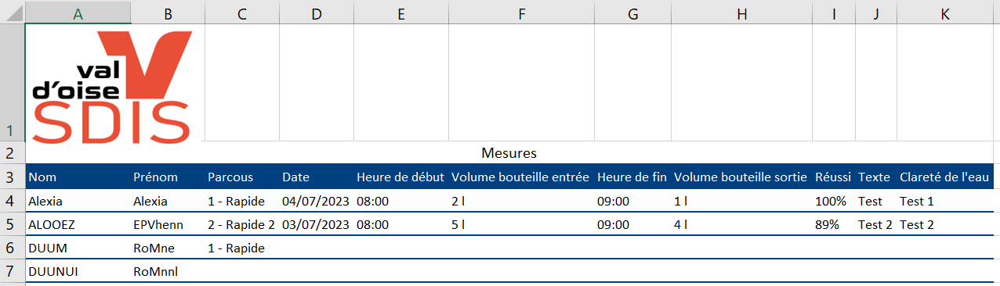 A B C D E F G H I J K
1
val
d'oise
SDIS
2 Mesures
3 Nom Prénom Parcous Date Heure de début Volume bouteille entrée Heure de fin Volume bouteille sortie Réussi Texte Clareté de l'eau
4 Alexia Alexia 1 - Rapide 04/07/2023 08:00 2 l 09:00 1 l 100% Test Test 1
5 ALOOEZ EPVhenn 2 - Rapide 2 03/07/2023 08:00 5 l 09:00 4 l 89% Test 2 Test 2
6 DUUM RoMne 1 - Rapide
7 DUUNUI RoMnnl